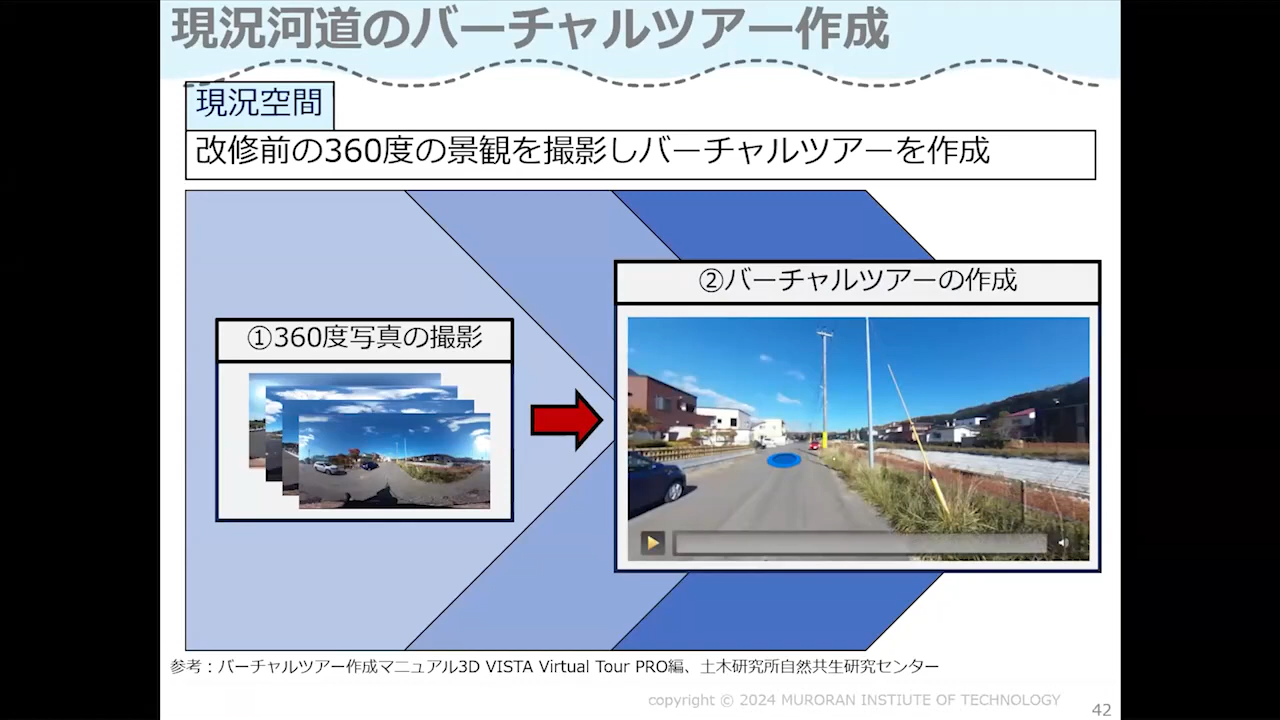 現況河道のバーチャルツアー作成
現況空間
改修前の360度の景観を撮影しバーチャルツアーを作成
②バーチャルツアーの作成
①360度写真の撮影
参考：バーチャルツアー作成マニュアル3D VISTA Virtual Tour PRO編、土木研究所自然共生研究センター
copyright © 2024 MURORAN INSTIUTE OF TECHNOLOGY
42